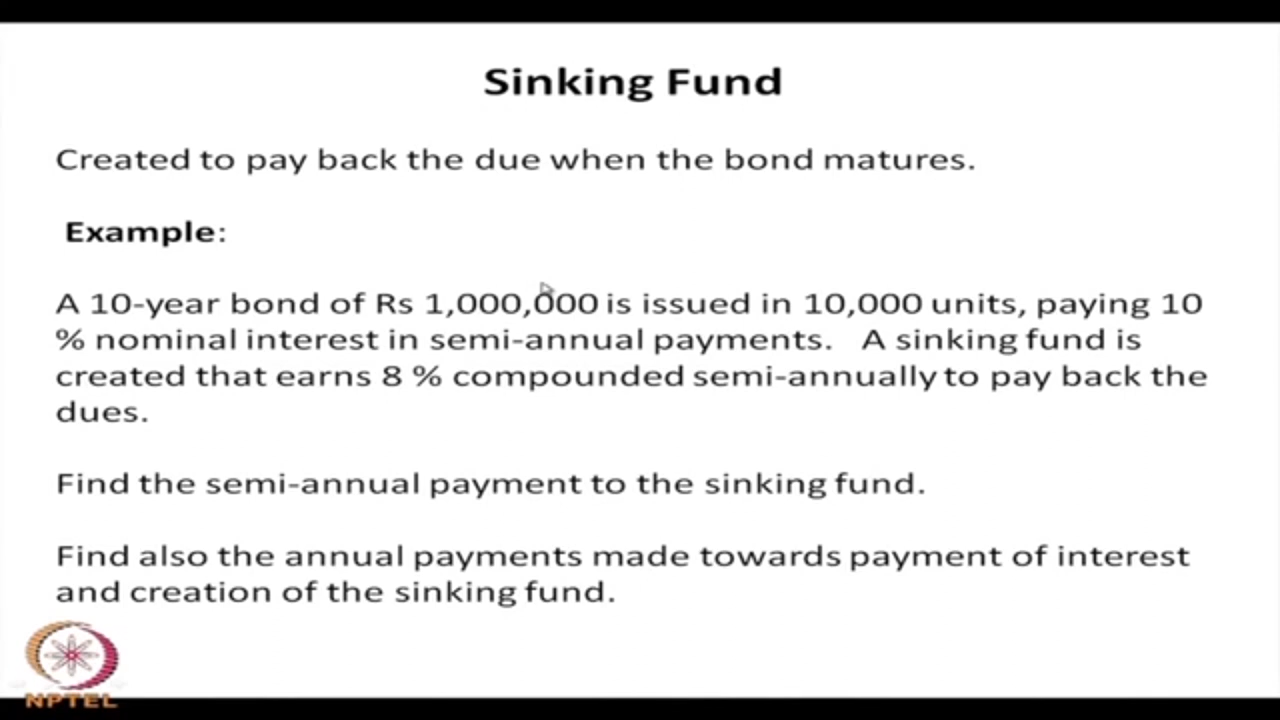 Sinking Fund
Created to pay back the due when the bond matures.
Example:
A 10-year bond of Rs 1,000,000 is issued in 10,000 units, paying 10
% nominal interest in semi-annual payments. A sinking fund is
created that earns 8 % compounded semi-annually to pay back the
dues.
Find the semi-annual payment to the sinking fund.
Find also the annual payments made towards payment of interest
and creation of the sinking fund.
NPTEL